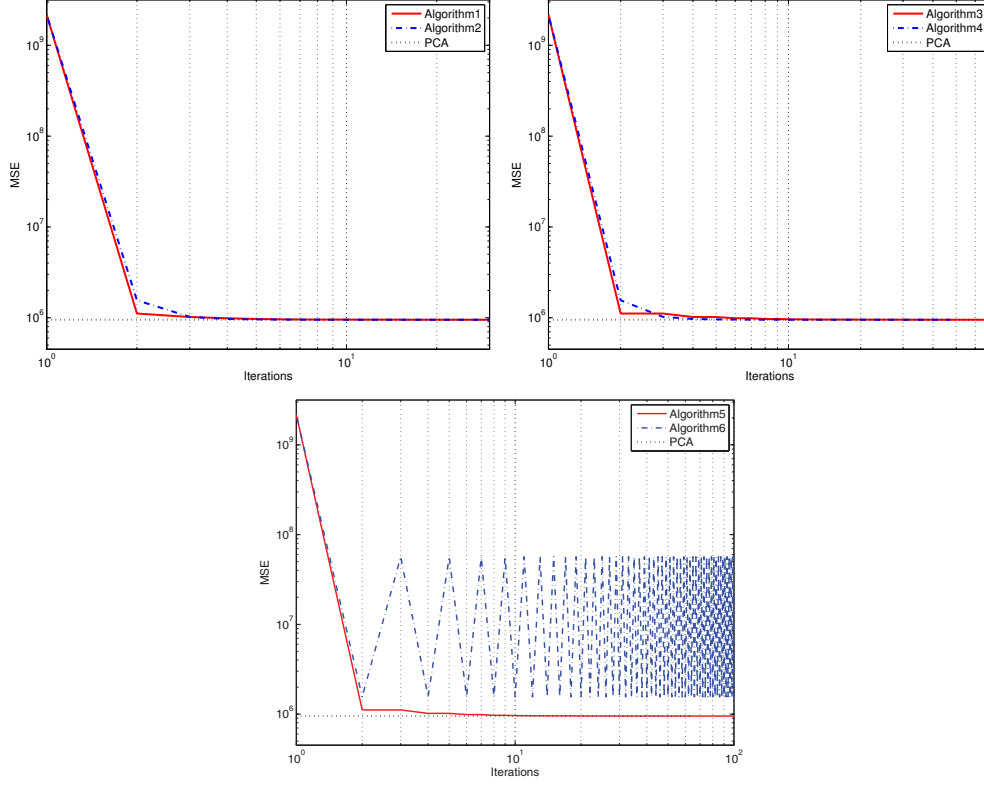 Algorithm1
Algorithm2
PCA
MSE
10^9
10^8
10^7
10^6
10^0
10^1
Iterations
Algorithm3
Algorithm4
PCA
MSE
10^9
10^8
10^7
10^6
10^0
10^1
Iterations
Algorithm5
Algorithm6
PCA
MSE
10^9
10^8
10^7
10^6
10^0
10^1
10^2
Iterations